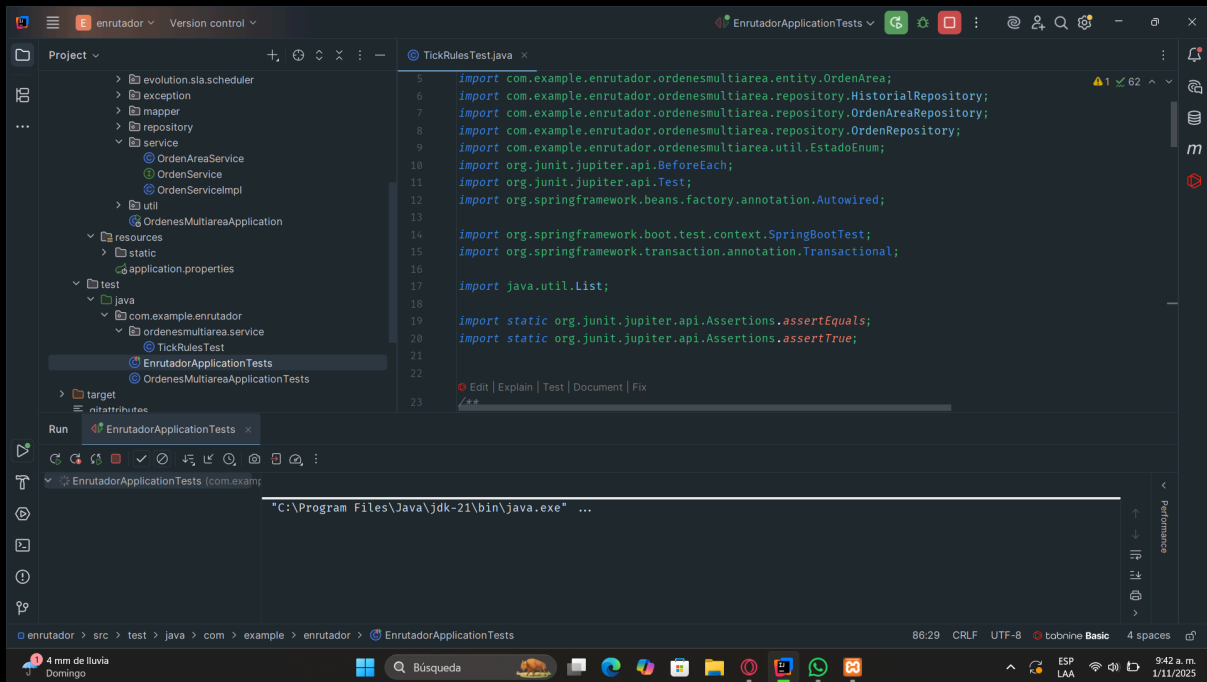 E enrutador Version control EnrutadorApplicationTests
Project
TickRulesTest.java
evolution.sla.scheduler
exception
mapper
repository
service
OrdenAreaService
OrdenService
OrdenServiceImpl
util
OrdenesMultiareaApplication
resources
static
application.properties
test
java
com.example.enrutador
ordenesmultiarea.service
TickRulesTest
EnrutadorApplicationTests
OrdenesMultiareaApplicationTests
target
.gitattributes
1 62
5 import com.example.enrutador.ordenesmultiarea.entity.OrdenArea;
6 import com.example.enrutador.ordenesmultiarea.repository.HistorialRepository;
7 import com.example.enrutador.ordenesmultiarea.repository.OrdenAreaRepository;
8 import com.example.enrutador.ordenesmultiarea.repository.OrdenRepository;
9 import com.example.enrutador.ordenesmultiarea.util.EstadoEnum;
10 import org.junit.jupiter.api.BeforeEach;
11 import org.junit.jupiter.api.Test;
12 import org.springframework.beans.factory.annotation.Autowired;
13
14 import org.springframework.boot.test.context.SpringBootTest;
15 import org.springframework.transaction.annotation.Transactional;
16
17 import java.util.List;
18
19 import static org.junit.jupiter.api.Assertions.assertEquals;
20 import static org.junit.jupiter.api.Assertions.assertTrue;
21
22
Edit | Explain | Test | Document | Fix
23 /**
Run EnrutadorApplicationTests
EnrutadorApplicationTests (com.examp
"C:\Program Files\Java\jdk-21\bin\java.exe" ...
Performance
enrutador > src > test > java > com > example > enrutador > EnrutadorApplicationTests
86:29 CRLF UTF-8 tabnine Basic 4 spaces
1
4 mm de lluvia
Domingo
Búsqueda
ESP
LAA
9:42 a. m.
1/11/2025